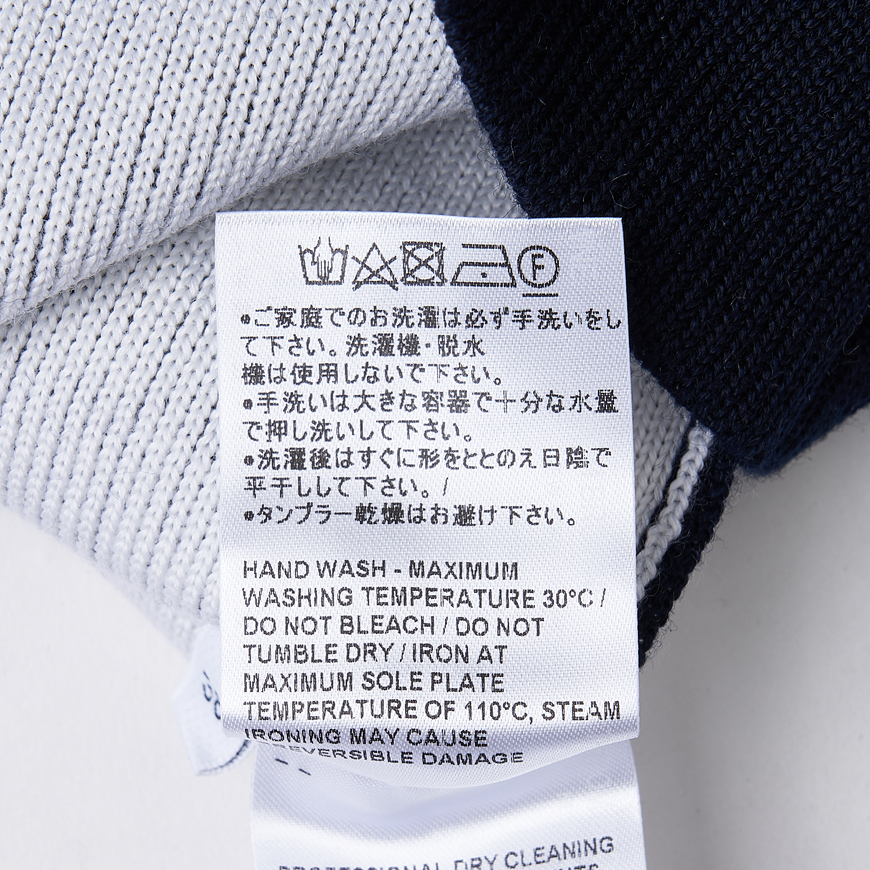 F
•ご家庭でのお洗濯は必ず手洗いをし
て下さい。洗濯機・脱水
機は使用しないで下さい。
•手洗いは大きな容器で十分な水量
で押し洗いして下さい。
•洗濯後はすぐに形をととのえ日陰で
平干しして下さい。/
•タンブラー乾燥はお避け下さい。
HAND WASH - MAXIMUM
WASHING TEMPERATURE 30°C /
DO NOT BLEACH / DO NOT
TUMBLE DRY / IRON AT
MAXIMUM SOLE PLATE
TEMPERATURE OF 110°C, STEAM
IRONING MAY CAUSE
IRREVERSIBLE DAMAGE
PROFESSIONAL DRY CLEANING